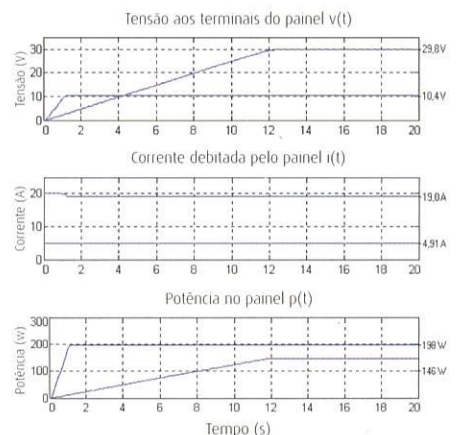 Tensão aos terminais do painel v(t)
Tensão (V)
30
20
10
0
29,8V
10,4V
0 2 4 6 8 10 12 14 16 18 20
Corrente debitada pelo painel i(t)
Corrente (A)
20
10
0
19,0A
4,91A
0 2 4 6 8 10 12 14 16 18 20
Potência no painel p(t)
Potência (w)
300
200
100
0
198W
146W
0 2 4 6 8 10 12 14 16 18 20
Tempo (s)